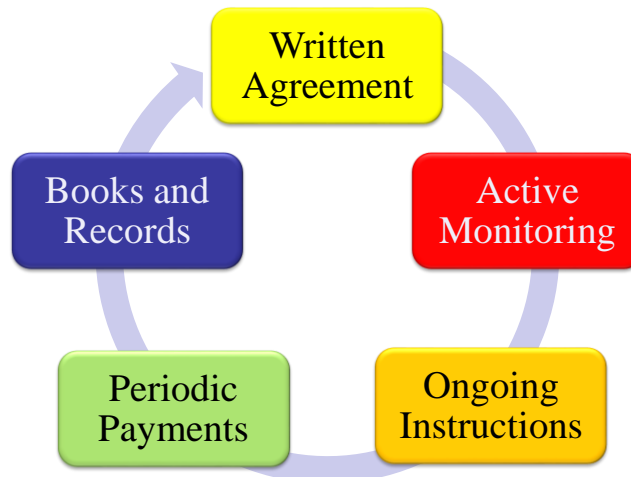 Written
Agreement
Active
Monitoring
Ongoing
Instructions
Periodic
Payments
Books and
Records